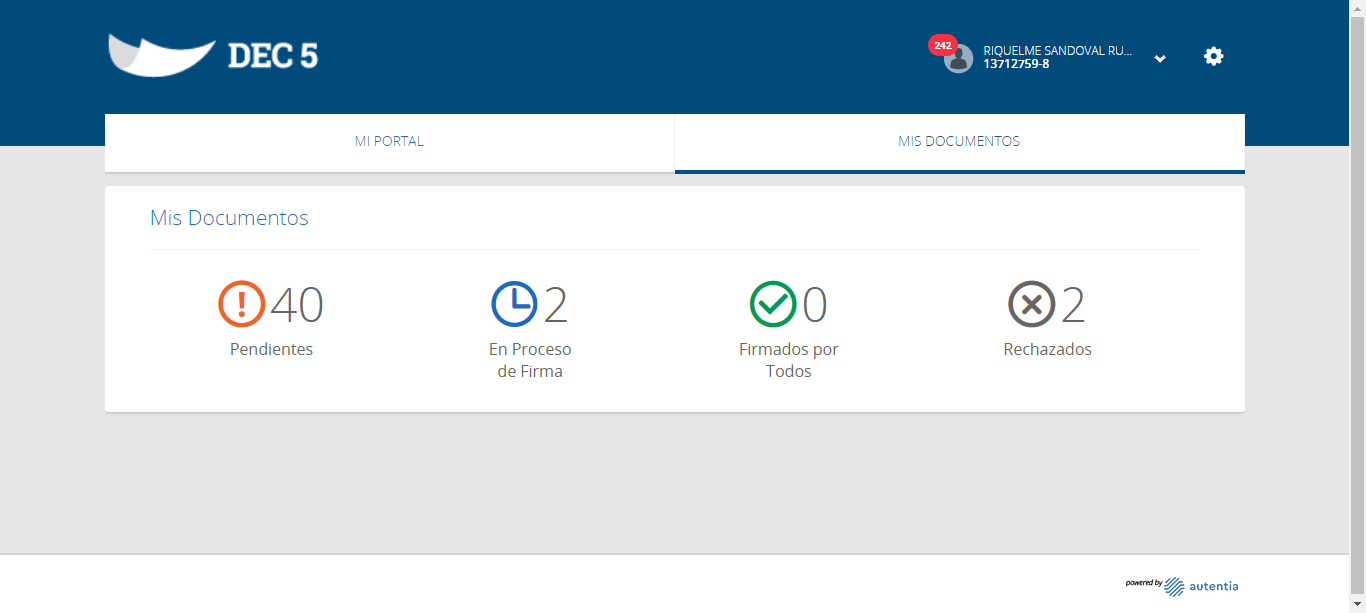 DEC 5
242
RIQUELME SANDOVAL RU...
13712759-8
MI PORTAL
MIS DOCUMENTOS
Mis Documentos
40
Pendientes
2
En Proceso
de Firma
0
Firmados por
Todos
2
Rechazados
powered by autentia